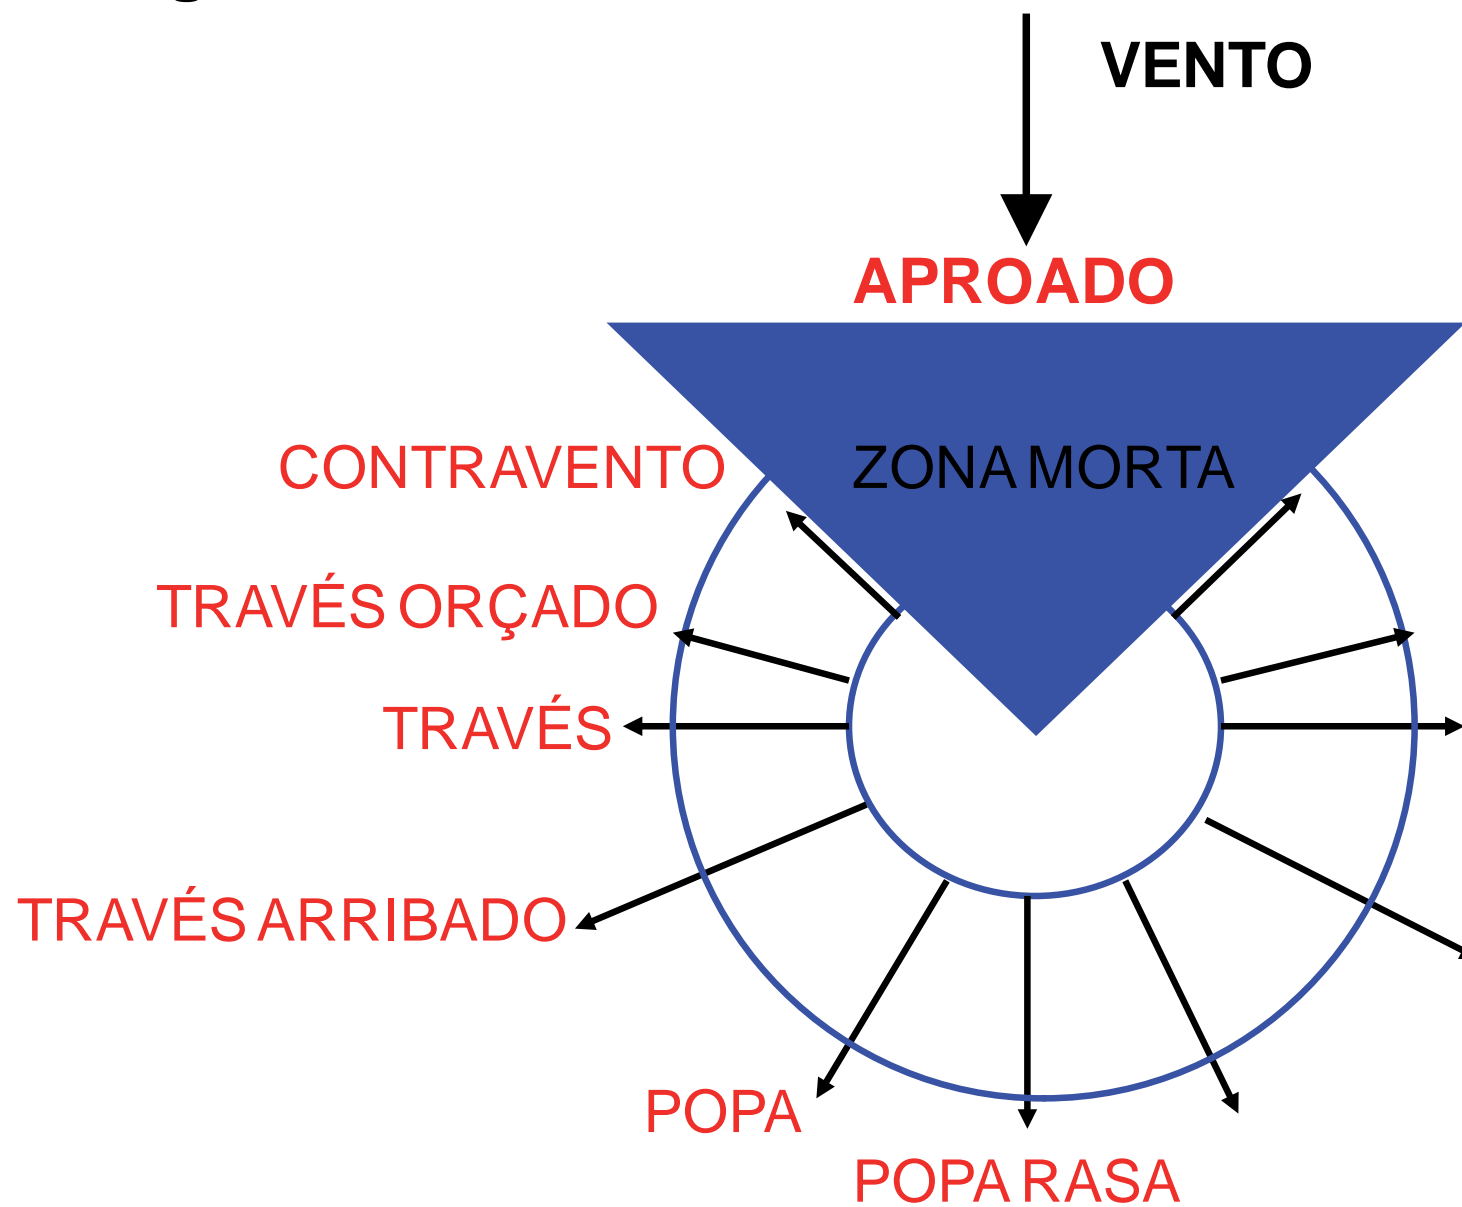 VENTO
APROADO
CONTRAVENTO
ZONA MORTA
TRAVÉS ORÇADO
TRAVÉS
TRAVÉS ARRIBADO
POPA
POPA RASA